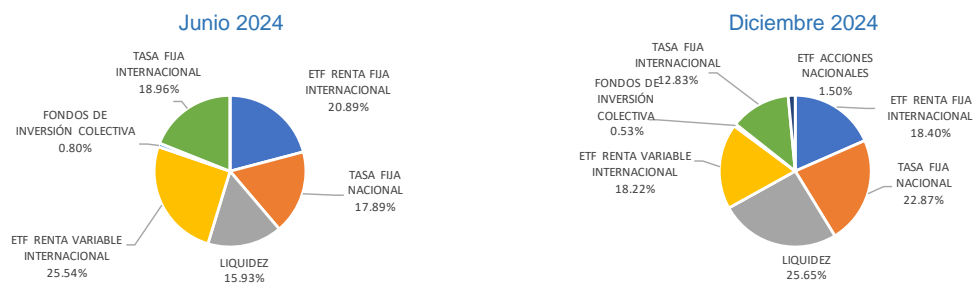 Junio 2024
TASA FIJA
INTERNACIONAL
18.96%
ETF RENTA FIJA
INTERNACIONAL
20.89%
FONDOS DE
INVERSIÓN COLECTIVA
0.80%
TASA FIJA
NACIONAL
17.89%
ETF RENTA VARIABLE
INTERNACIONAL
25.54%
LIQUIDEZ
15.93%
Diciembre 2024
TASA FIJA
INTERNACIONAL
12.83%
ETF ACCIONES
NACIONALES
1.50%
FONDOS DE
INVERSIÓN
COLECTIVA
0.53%
ETF RENTA FIJA
INTERNACIONAL
18.40%
ETF RENTA VARIABLE
INTERNACIONAL
18.22%
TASA FIJA
NACIONAL
22.87%
LIQUIDEZ
25.65%